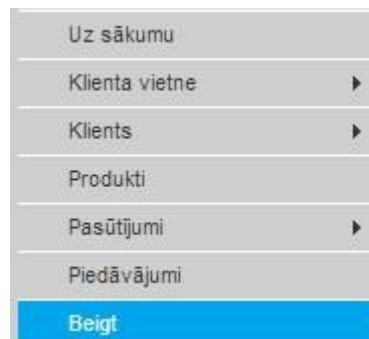 Uz sākumu
Klienta vietne
Klients
Produkti
Pasūtījumi
Piedāvājumi
Beigt